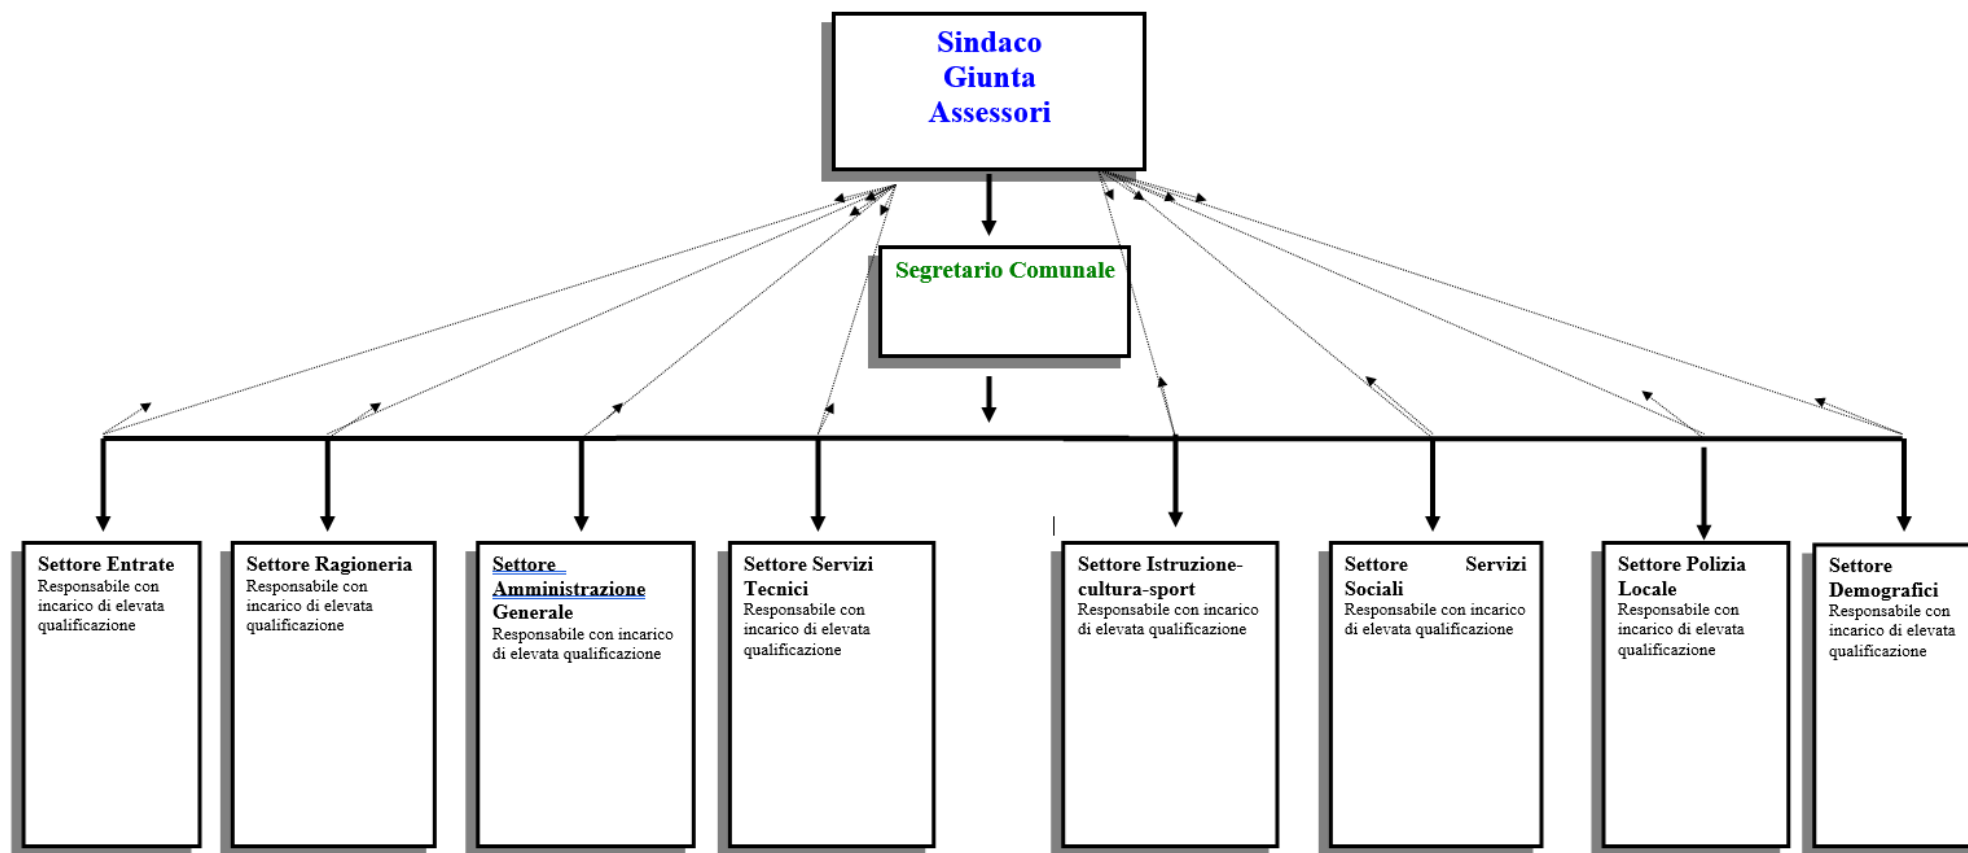 Sindaco
Giunta
Assessori
Segretario Comunale
Settore Entrate
Responsabile con
incarico di elevata
qualificazione
Settore Ragioneria
Responsabile con
incarico di elevata
qualificazione
Settore
Amministrazione
Generale
Responsabile con incarico
di elevata qualificazione
Settore Servizi
Tecnici
Responsabile con
incarico di elevata
qualificazione
Settore Istruzione-
cultura-sport
Responsabile con incarico
di elevata qualificazione
Settore Servizi
Sociali
Responsabile con incarico
di elevata qualificazione
Settore Polizia
Locale
Responsabile con
incarico di elevata
qualificazione
Settore
Demografici
Responsabile con
incarico di elevata
qualificazione